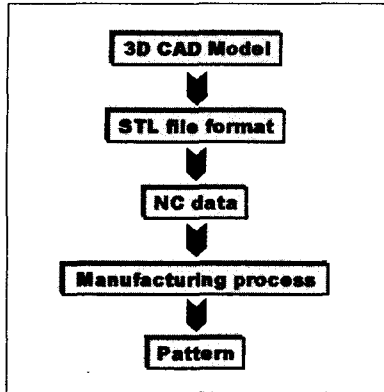 3D CAD Model
STL file format
NC data
Manufacturing process
Pattern